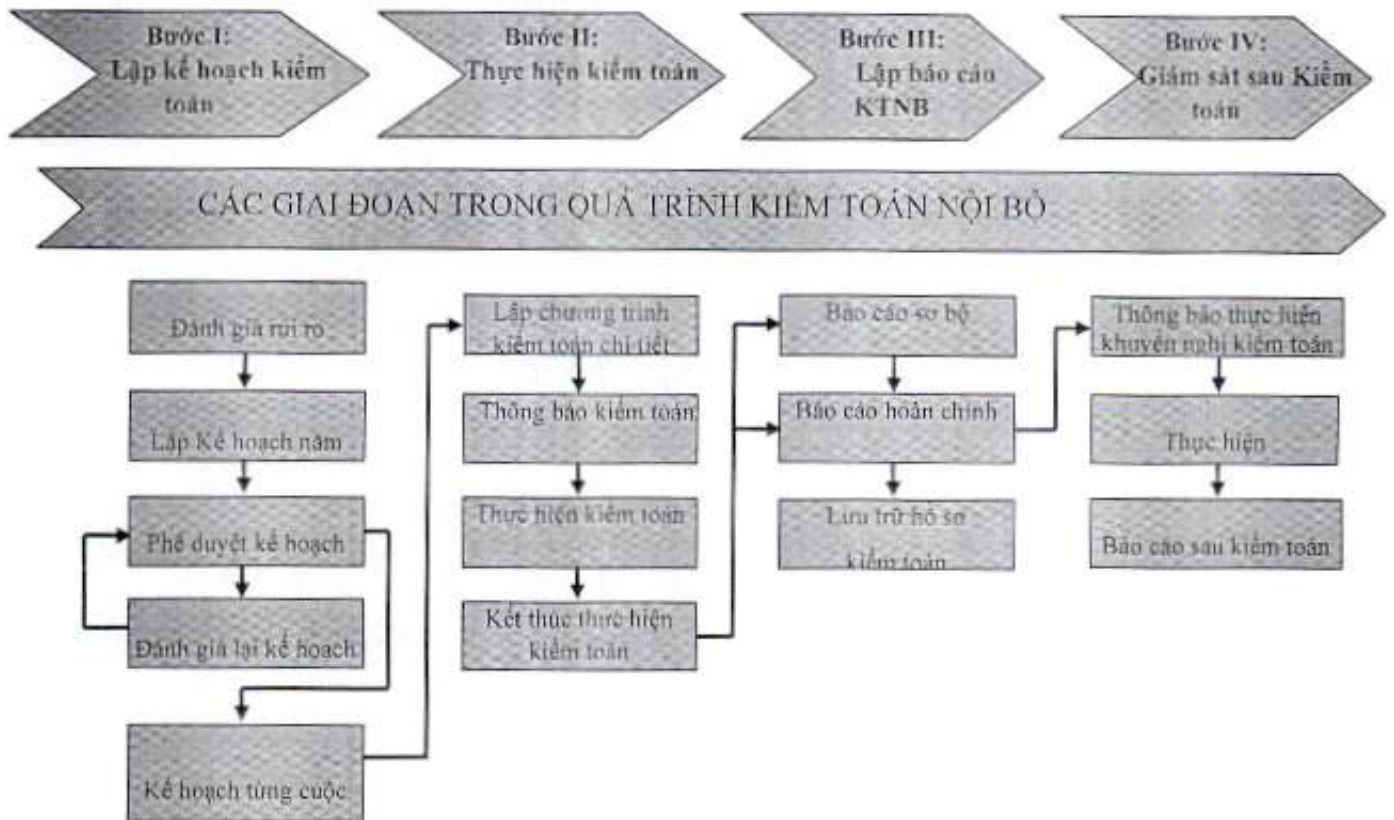 Bước I:
Lập kế hoạch kiểm
toán
Bước II:
Thực hiện kiểm toán
Bước III:
Lập báo cáo
KTNB
Bước IV:
Giám sát sau Kiểm
toán
CÁC GIAI ĐOẠN TRONG QUÁ TRÌNH KIỂM TOÁN NỘI BỘ
Đánh giá rủi ro
Lập Kế hoạch năm
Phê duyệt kế hoạch
Đánh giá lại kế hoạch
Kế hoạch từng cuộc
Lập chương trình
kiểm toán chi tiết
Thông báo kiểm toán
Thực hiện kiểm toán
Kết thúc thực hiện
kiểm toán
Báo cáo sơ bộ
Báo cáo hoàn chỉnh
Lưu trữ hồ sơ
kiểm toán
Thông báo thực hiện
khuyến nghị kiểm toán
Thực hiện
Báo cáo sau kiểm toán